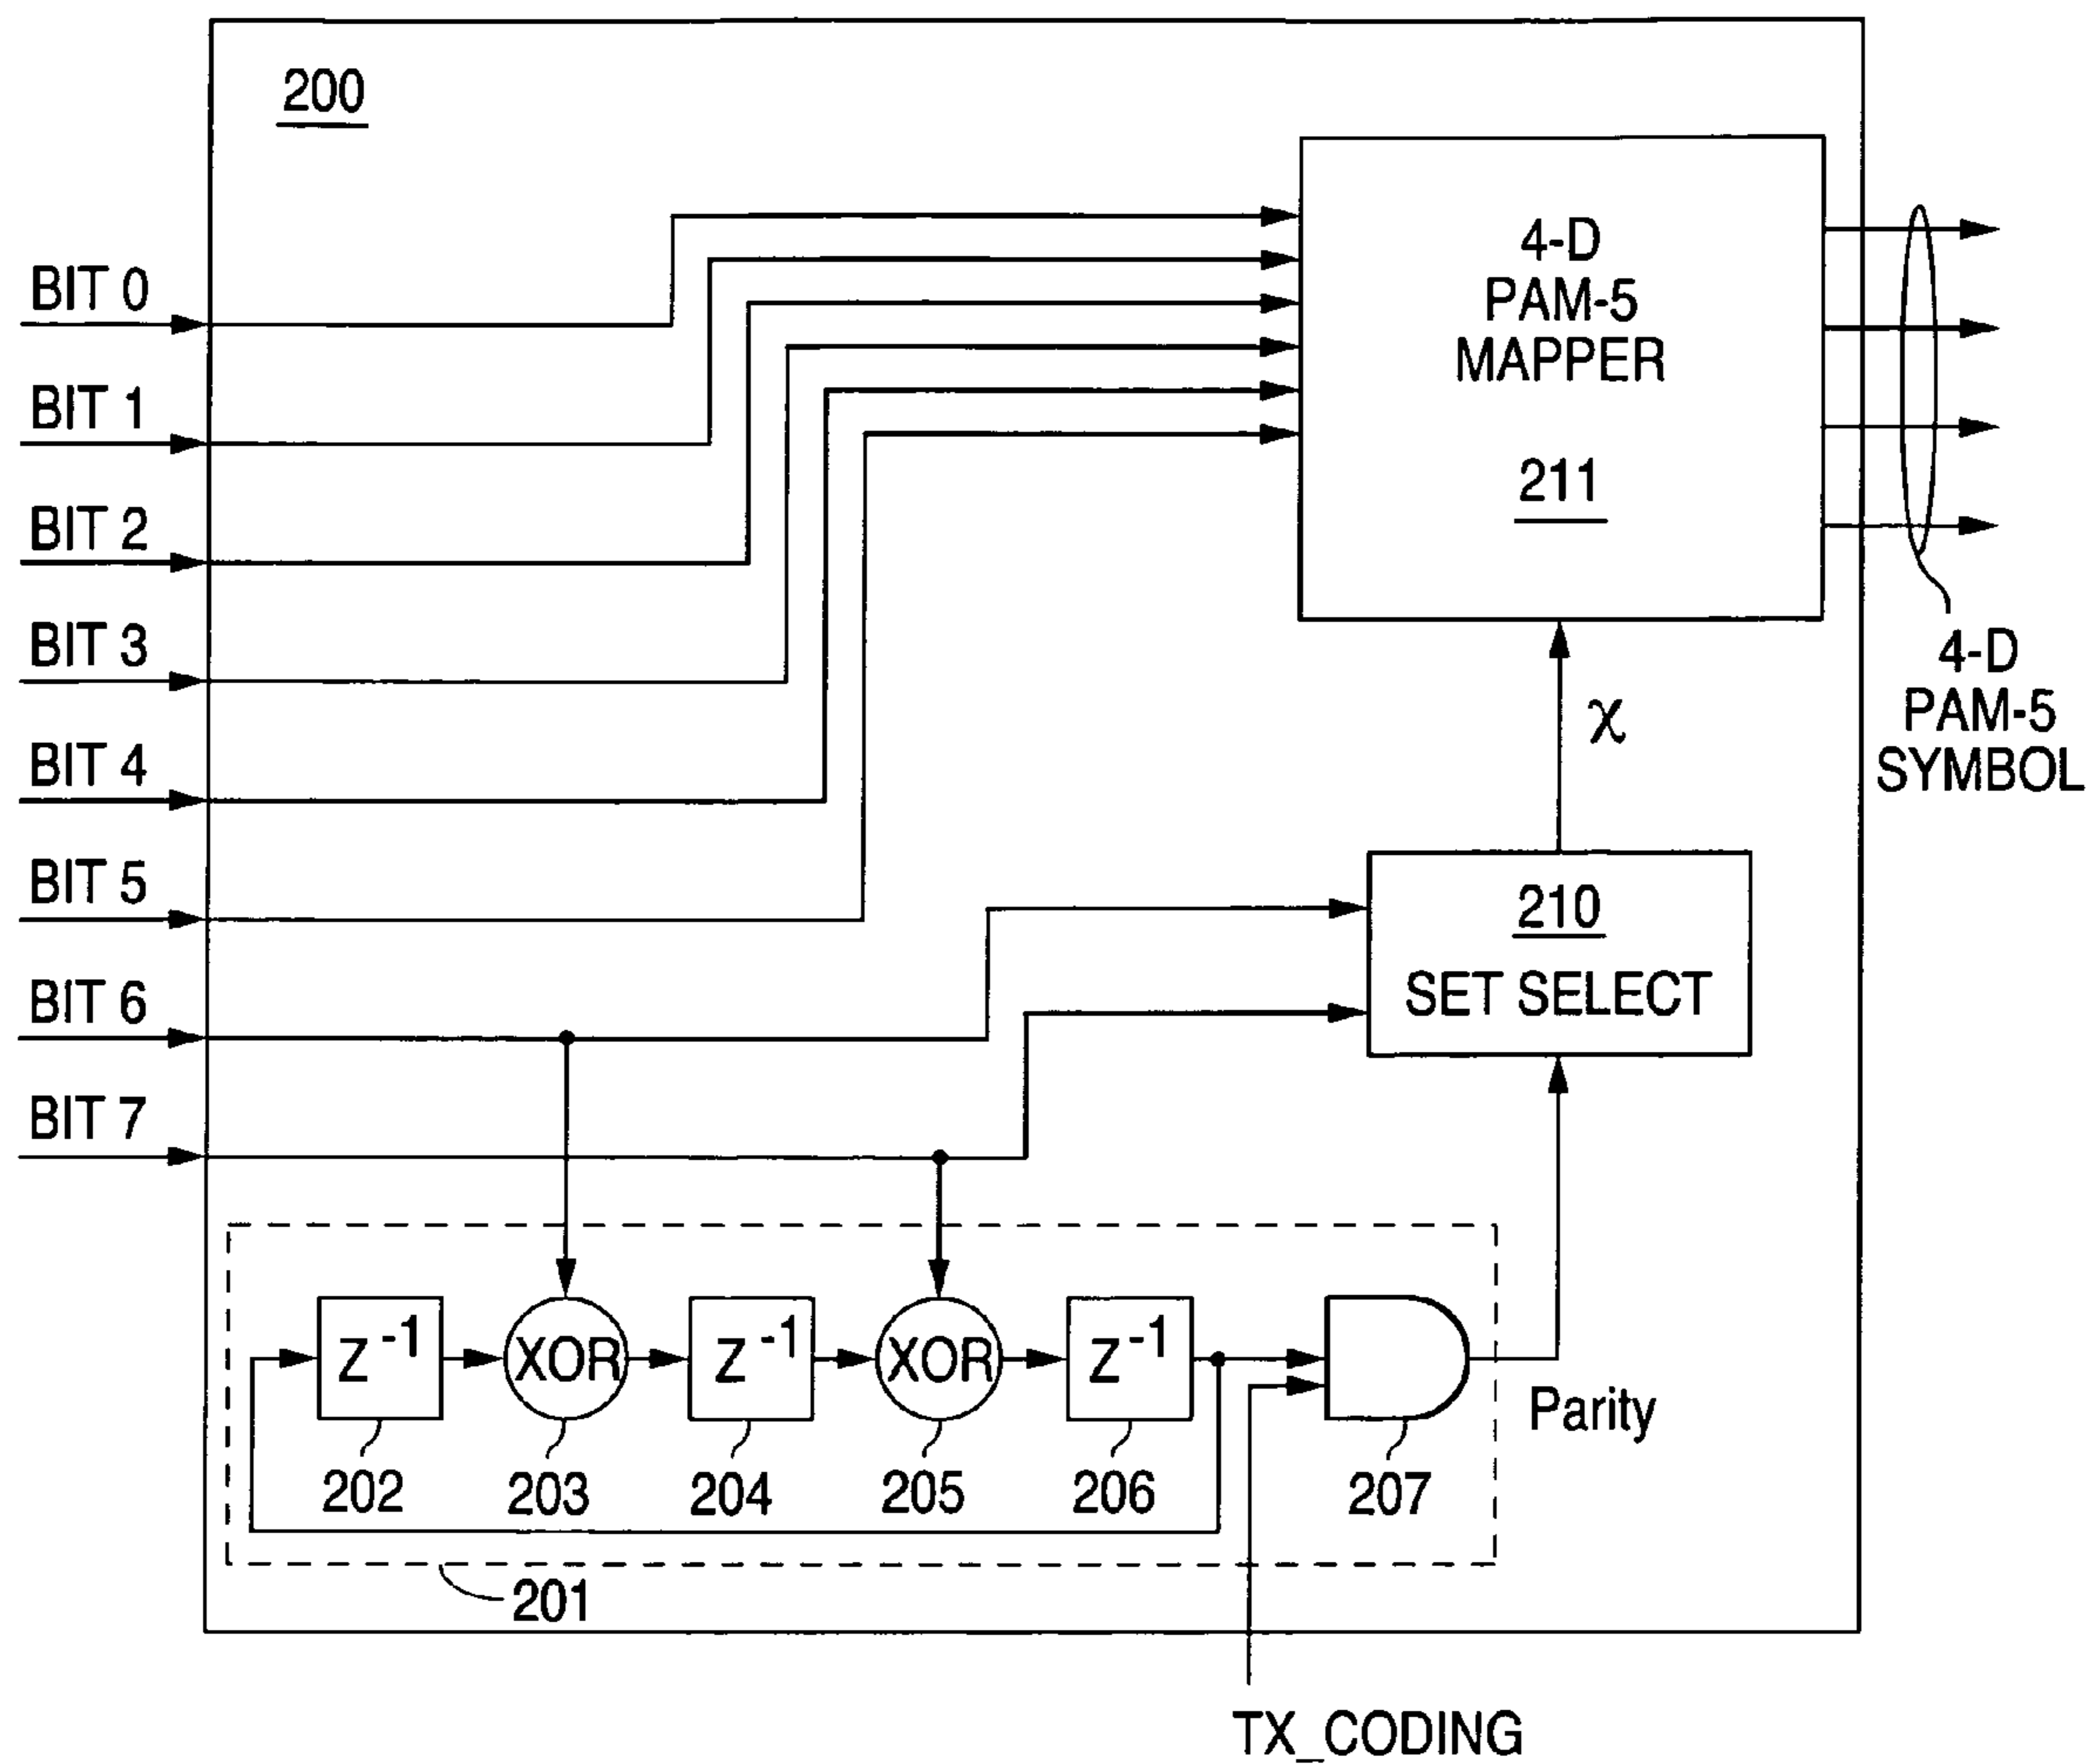 200
BIT 0
BIT 1
BIT 2
BIT 3
BIT 4
BIT 5
BIT 6
BIT 7
4-D
PAM-5
MAPPER
211
4-D
PAM-5
SYMBOL
χ
210
SET SELECT
Z⁻¹
XOR
Z⁻¹
XOR
Z⁻¹
Parity
202
203
204
205
206
207
201
TX_CODING